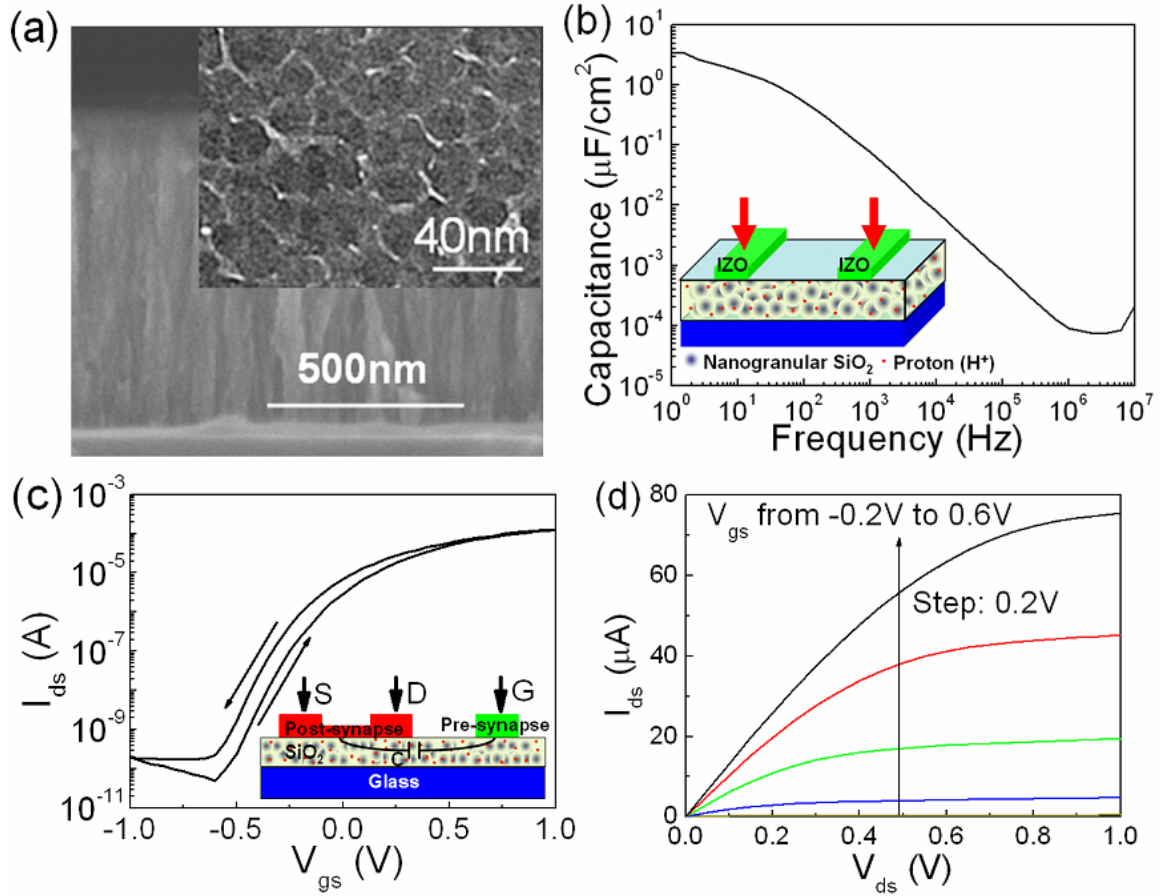 (a)
40nm
500nm
(b)
Capacitance (μF/cm²)
10¹
10⁰
10⁻¹
10⁻²
10⁻³
10⁻⁴
10⁻⁵
IZO IZO
Nanogranular SiO₂ Proton (H⁺)
10⁰ 10¹ 10² 10³ 10⁴ 10⁵ 10⁶ 10⁷
Frequency (Hz)
(c)
I_ds (A)
10⁻³
10⁻⁵
10⁻⁷
10⁻⁹
10⁻¹¹
S D G
Post-synapse Pre-synapse
SiO₂ C
Glass
-1.0 -0.5 0.0 0.5 1.0
V_gs (V)
(d)
I_ds (μA)
80
60
40
20
0
V_gs from -0.2V to 0.6V
Step: 0.2V
0.0 0.2 0.4 0.6 0.8 1.0
V_ds (V)